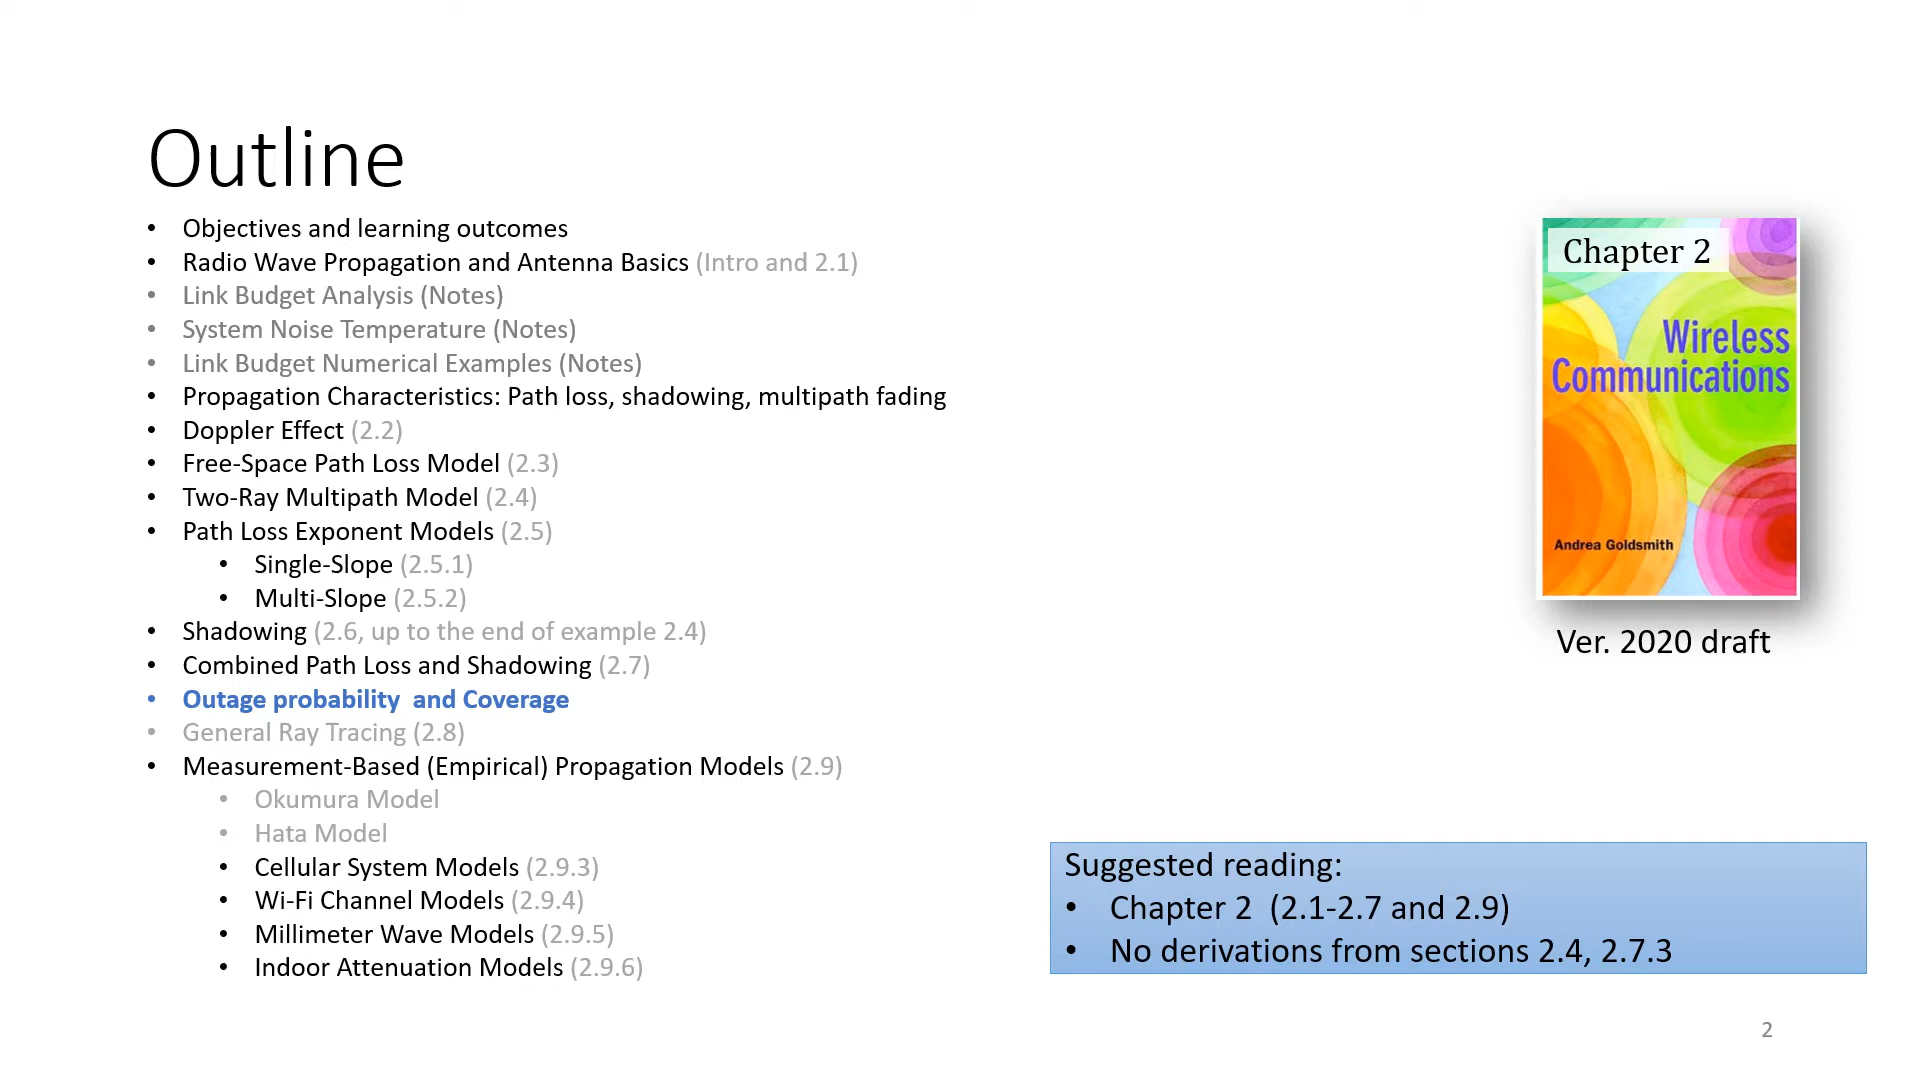 Outline
• Objectives and learning outcomes
• Radio Wave Propagation and Antenna Basics (Intro and 2.1)
• Link Budget Analysis (Notes)
• System Noise Temperature (Notes)
• Link Budget Numerical Examples (Notes)
• Propagation Characteristics: Path loss, shadowing, multipath fading
• Doppler Effect (2.2)
• Free-Space Path Loss Model (2.3)
• Two-Ray Multipath Model (2.4)
• Path Loss Exponent Models (2.5)
• Single-Slope (2.5.1)
• Multi-Slope (2.5.2)
• Shadowing (2.6, up to the end of example 2.4)
• Combined Path Loss and Shadowing (2.7)
• Outage probability and Coverage
• General Ray Tracing (2.8)
• Measurement-Based (Empirical) Propagation Models (2.9)
• Okumura Model
• Hata Model
• Cellular System Models (2.9.3)
• Wi-Fi Channel Models (2.9.4)
• Millimeter Wave Models (2.9.5)
• Indoor Attenuation Models (2.9.6)
Chapter 2
Wireless
Communications
Andrea Goldsmith
Ver. 2020 draft
Suggested reading:
• Chapter 2 (2.1-2.7 and 2.9)
• No derivations from sections 2.4, 2.7.3
2